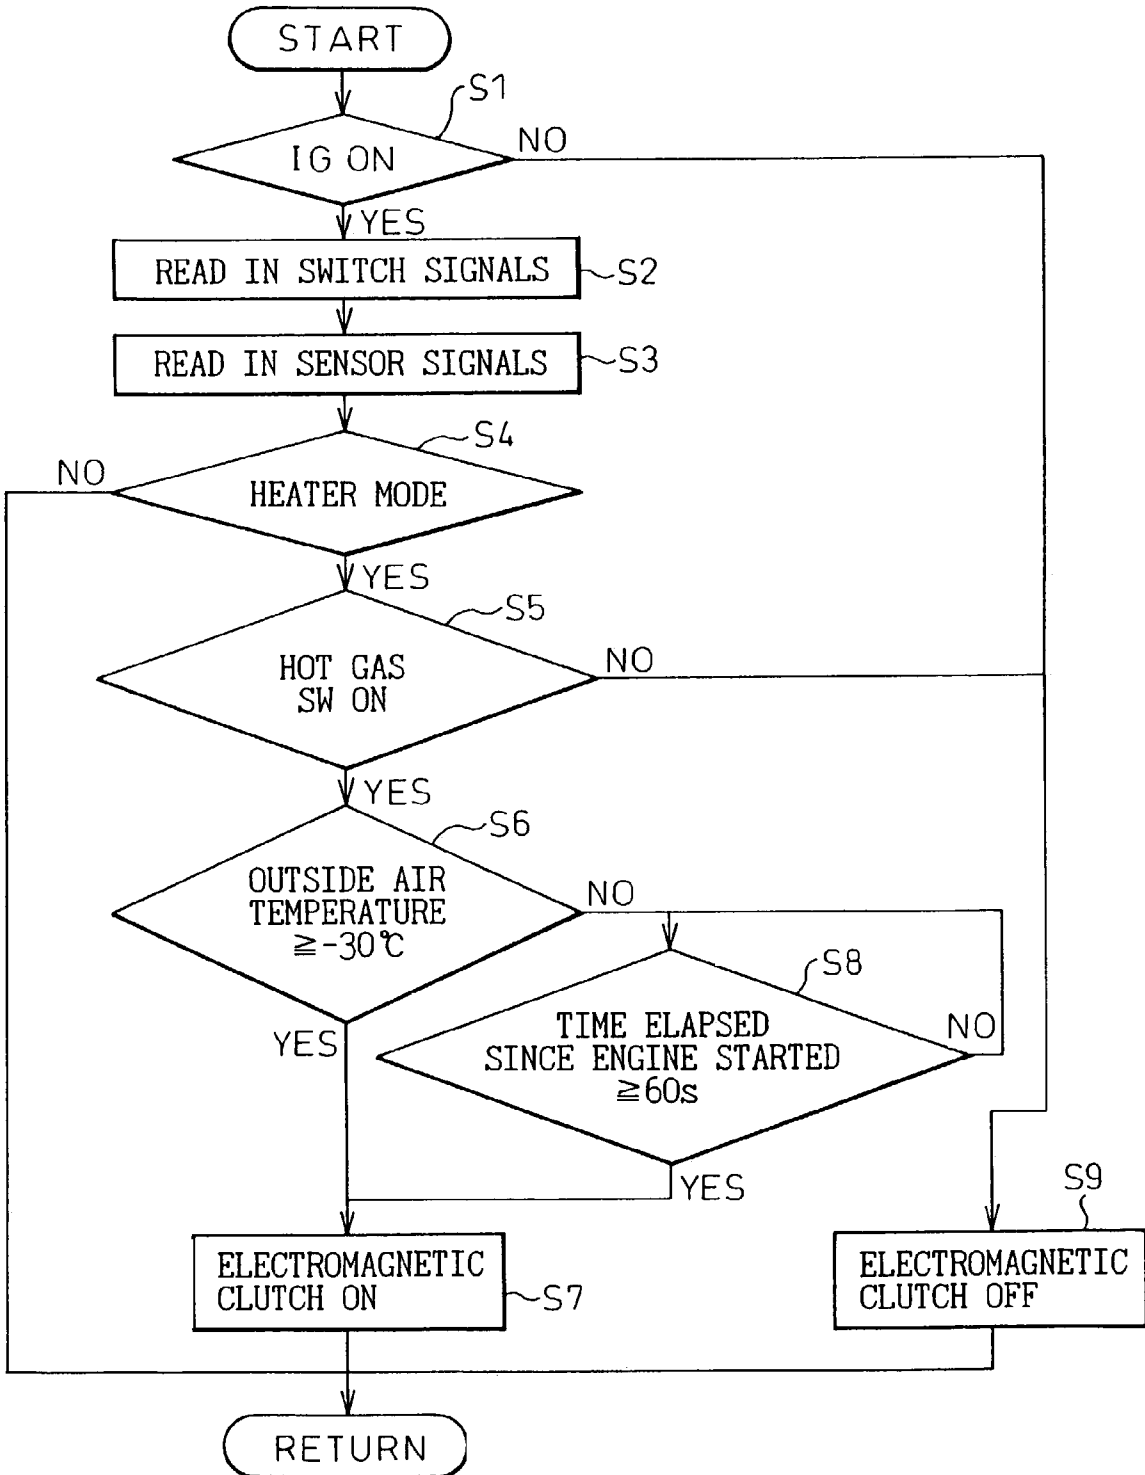 START
S1
IG ON
NO
YES
READ IN SWITCH SIGNALS
S2
READ IN SENSOR SIGNALS
S3
S4
NO
HEATER MODE
YES
S5
HOT GAS
SW ON
NO
YES
S6
OUTSIDE AIR
TEMPERATURE
≧-30℃
NO
YES
S8
TIME ELAPSED
SINCE ENGINE STARTED
≧60s
NO
YES
ELECTROMAGNETIC
CLUTCH ON
S7
S9
ELECTROMAGNETIC
CLUTCH OFF
RETURN